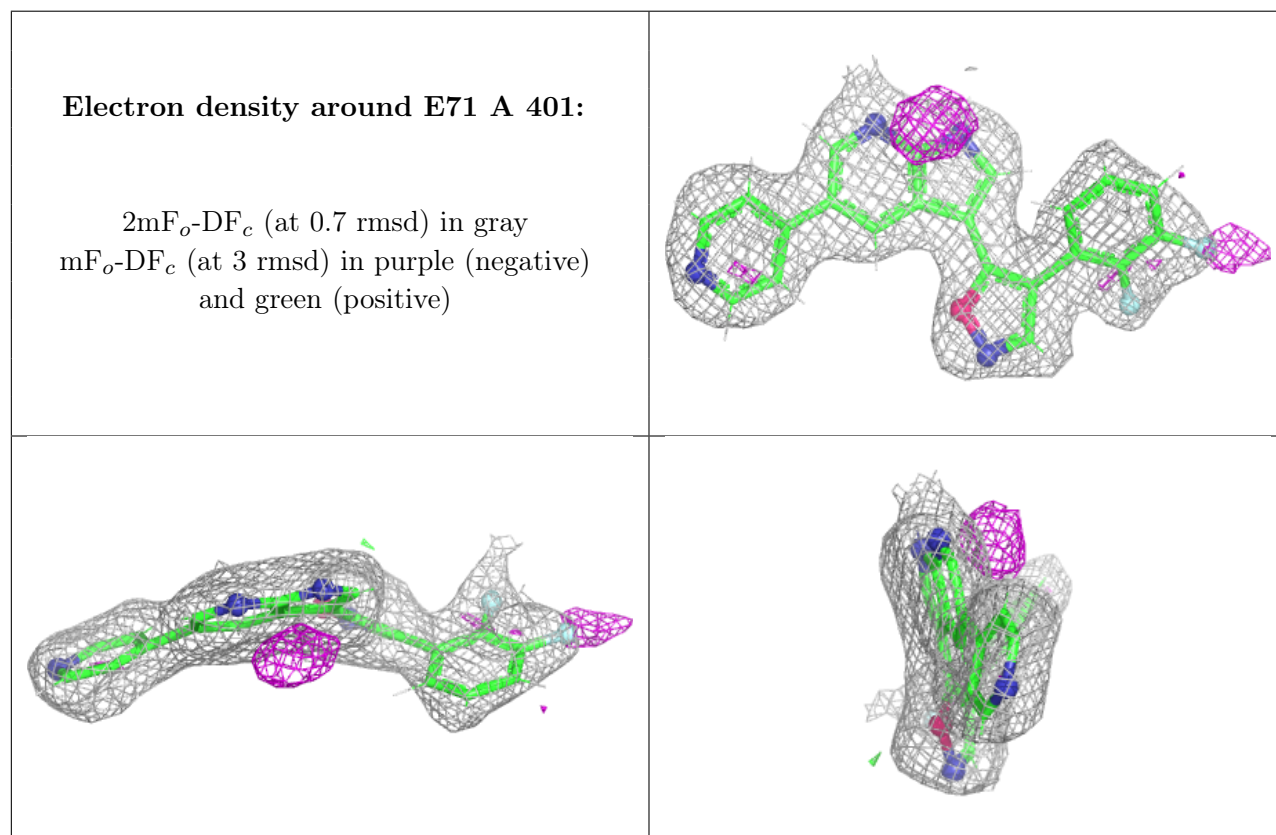 Electron density around E71 A 401:
2mFo-DFc (at 0.7 rmsd) in gray
mFo-DFc (at 3 rmsd) in purple (negative)
and green (positive)